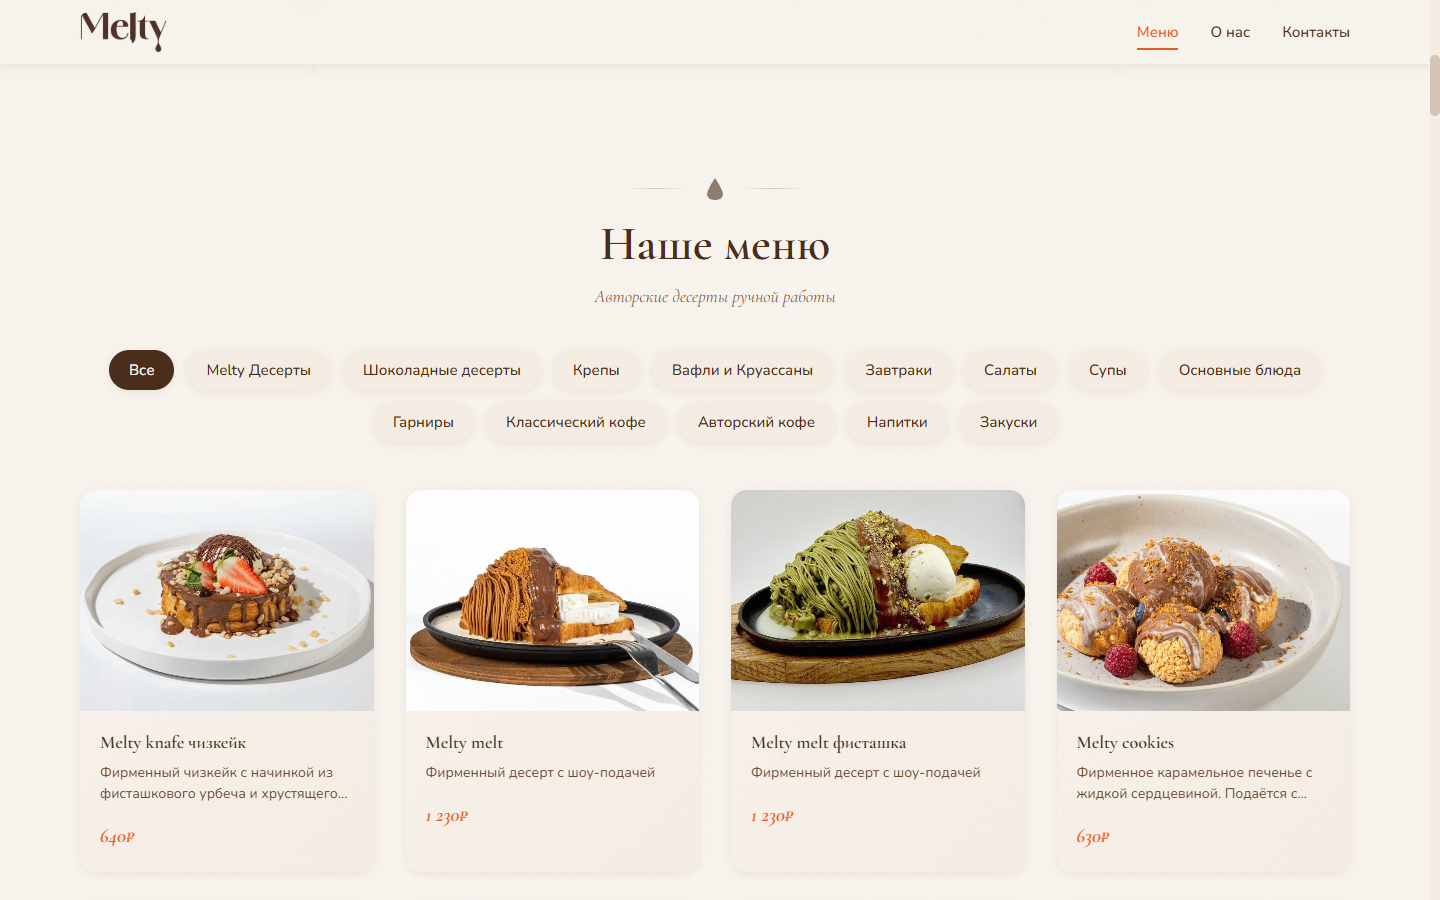 Melty
Меню О нас Контакты
Наше меню
Авторские десерты ручной работы
Все Melty Десерты Шоколадные десерты Крепы Вафли и Круассаны Завтраки Салаты Супы Основные блюда
Гарниры Классический кофе Авторский кофе Напитки Закуски
Melty knafe чизкейк
Фирменный чизкейк с начинкой из
фисташкового урбеча и хрустящего...
640₽
Melty melt
Фирменный десерт с шоу-подачей
1 230₽
Melty melt фисташка
Фирменный десерт с шоу-подачей
1 230₽
Melty cookies
Фирменное карамельное печенье с
жидкой сердцевиной. Подаётся с...
630₽